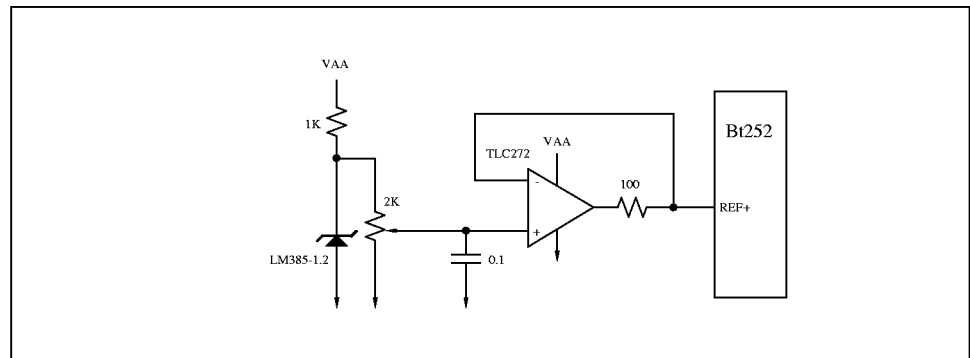 VAA
1K
2K
LM385-1.2
0.1
TLC272
VAA
-
+
100
Bt252
REF+